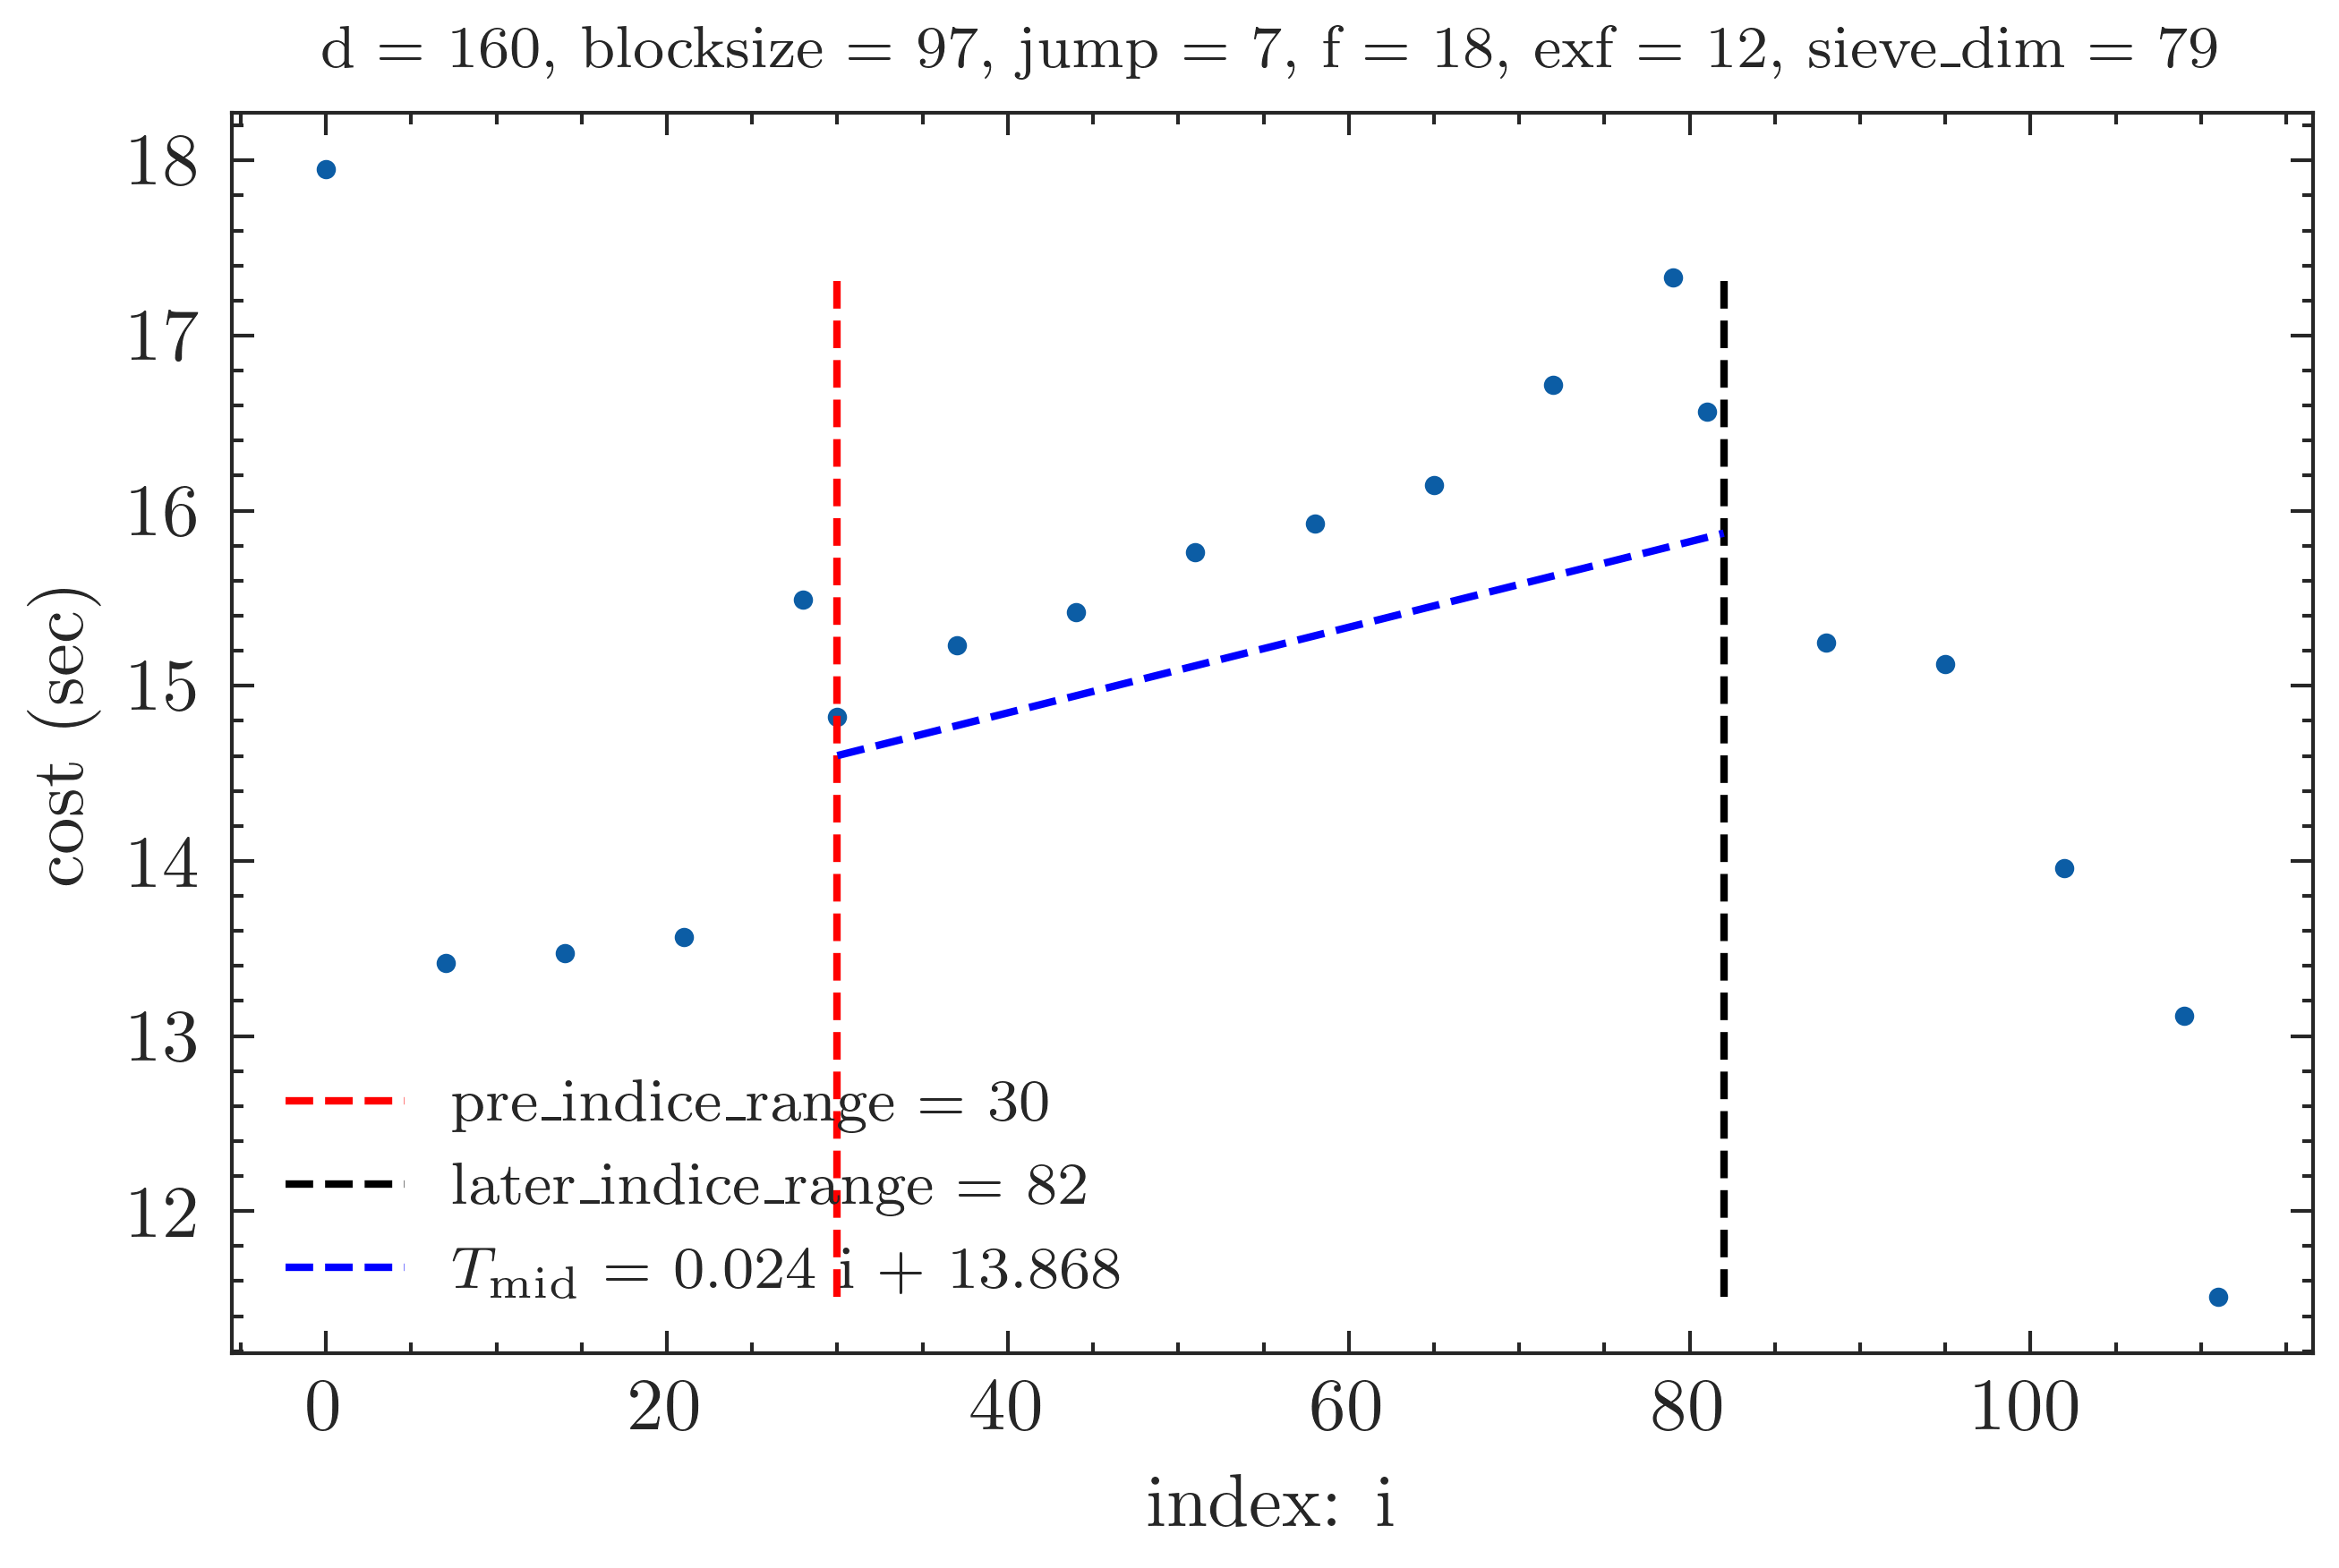 d = 160, blocksize = 97, jump = 7, f = 18, exf = 12, sieve_dim = 79
18
17
16
15
14
13
12
cost (sec)
pre_indice_range = 30
later_indice_range = 82
T_mid = 0.024 i + 13.868
0 20 40 60 80 100
index: i